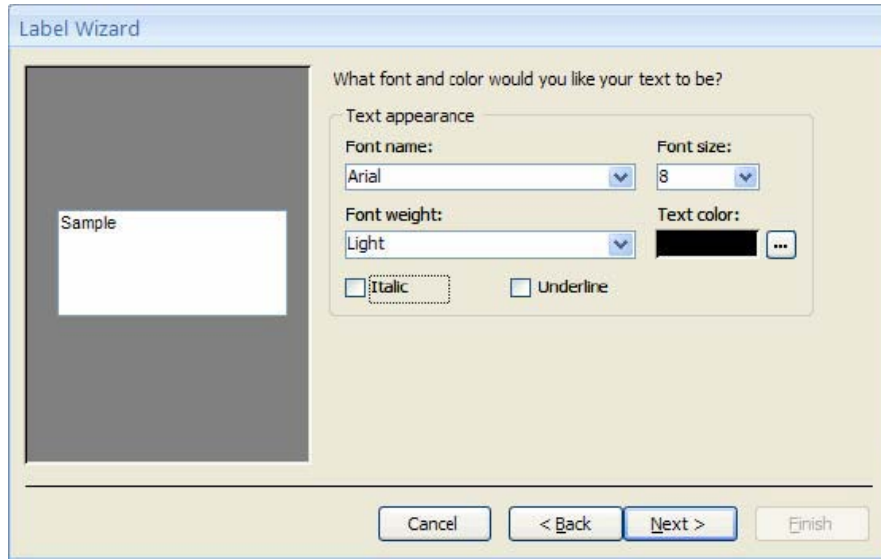 Label Wizard
What font and color would you like your text to be?
Sample
Text appearance
Font name:
Font size:
Arial
8
Font weight:
Text color:
Light
...
Italic
Underline
Cancel
< Back
Next >
Finish